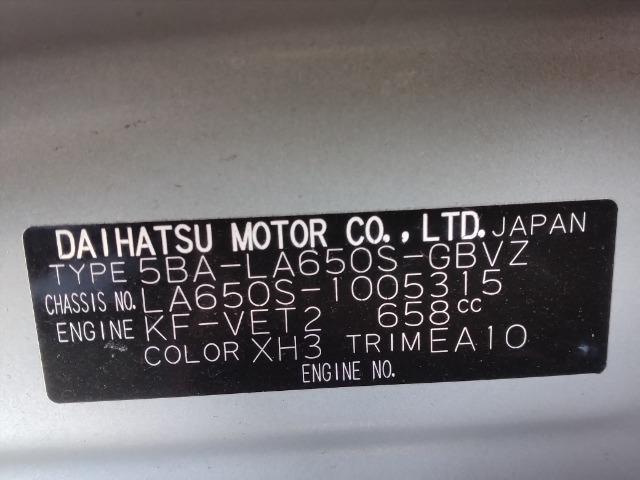 DAIHATSU MOTOR CO., LTD. JAPAN
TYPE 5BA-LA650S-GBVZ
CHASSIS NO. LA650S-1005315
ENGINE KF-VET2 658cc
COLOR XH3 TRIM EA10
ENGINE NO.